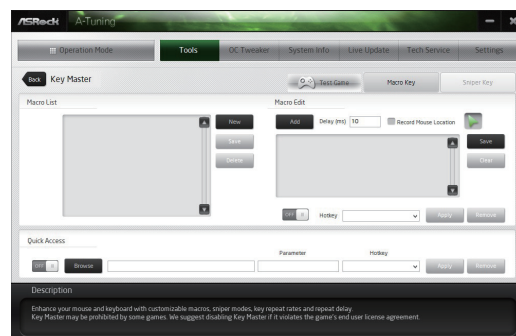 ASRock A-Tuning
Operation Mode Tools OC Tweaker System Info Live Update Tech Service Settings
Back Key Master Test Game Macro Key Sniper Key
Macro List Macro Edit
New Add Delay (ms) 10 Record Mouse Location
Save Save
Delete Clear
OFF Hotkey Apply Remove
Quick Access
Parameter Hotkey
OFF Browse Apply Remove
Description
Enhance your mouse and keyboard with customizable macros, sniper modes, key repeat rates and repeat delay.
Key Master may be prohibited by some games. We suggest disabling Key Master if it violates the game's end user license agreement.